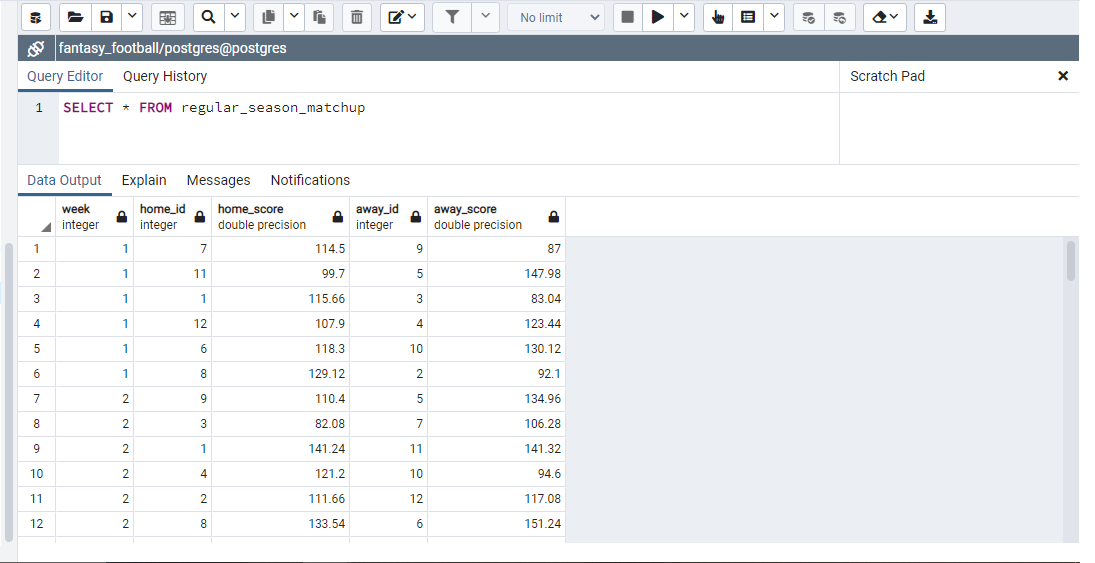 No limit
fantasy_football/postgres@postgres
Query Editor Query History Scratch Pad
1 SELECT * FROM regular_season_matchup
Data Output Explain Messages Notifications
week home_id home_score away_id away_score
integer integer double precision integer double precision
1 1 7 114.5 9 87
2 1 11 99.7 5 147.98
3 1 1 115.66 3 83.04
4 1 12 107.9 4 123.44
5 1 6 118.3 10 130.12
6 1 8 129.12 2 92.1
7 2 9 110.4 5 134.96
8 2 3 82.08 7 106.28
9 2 1 141.24 11 141.32
10 2 4 121.2 10 94.6
11 2 2 111.66 12 117.08
12 2 8 133.54 6 151.24